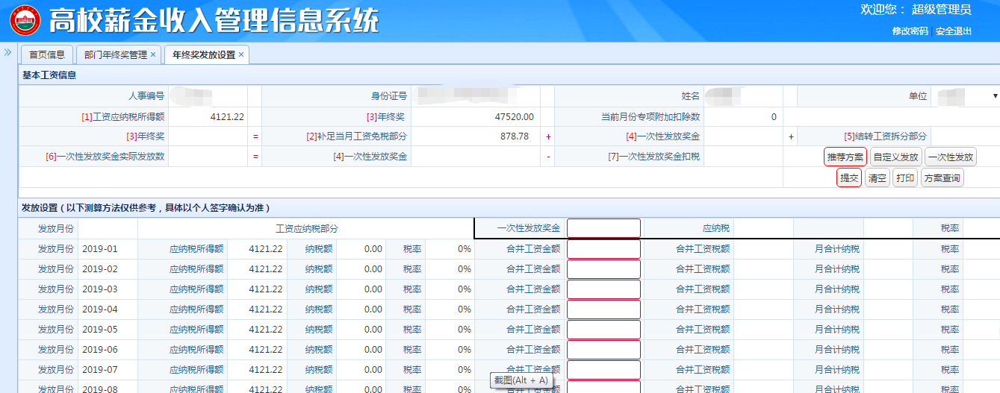 高校薪金收入管理信息系统
欢迎您： 超级管理员
修改密码 | 安全退出
» 首页信息 部门年终奖管理 × 年终奖发放设置 ×
基本工资信息
人事编号 身份证号 姓名 单位 ▼
[1]工资应纳税所得额 4121.22 [3]年终奖 47520.00 当前月份专项附加扣除数 0
[3]年终奖 = [2]补足当月工资免税部分 878.78 + [4]一次性发放奖金 + [5]结转工资拆分部分
[6]一次性发放奖金实际发放数 = [4]一次性发放奖金 - [7]一次性发放奖金扣税 推荐方案 自定义发放 一次性发放
提交 清空 打印 方案查询
发放设置（以下测算方法仅供参考，具体以个人签字确认为准）
发放月份 工资应纳税部分 一次性发放奖金 应纳税 税率
发放月份 2019-01 应纳税所得额 4121.22 纳税额 0.00 税率 0% 合并工资金额 合并工资税额 月合计纳税 税率
发放月份 2019-02 应纳税所得额 4121.22 纳税额 0.00 税率 0% 合并工资金额 合并工资税额 月合计纳税 税率
发放月份 2019-03 应纳税所得额 4121.22 纳税额 0.00 税率 0% 合并工资金额 合并工资税额 月合计纳税 税率
发放月份 2019-04 应纳税所得额 4121.22 纳税额 0.00 税率 0% 合并工资金额 合并工资税额 月合计纳税 税率
发放月份 2019-05 应纳税所得额 4121.22 纳税额 0.00 税率 0% 合并工资金额 合并工资税额 月合计纳税 税率
发放月份 2019-06 应纳税所得额 4121.22 纳税额 0.00 税率 0% 合并工资金额 合并工资税额 月合计纳税 税率
发放月份 2019-07 应纳税所得额 4121.22 纳税额 0.00 税率 0% 合并工资金额 合并工资税额 月合计纳税 税率
截图(Alt + A)
发放月份 2019-08 应纳税所得额 4121.22 纳税额 0.00 税率 0% 合并工资金额 合并工资税额 月合计纳税 税率